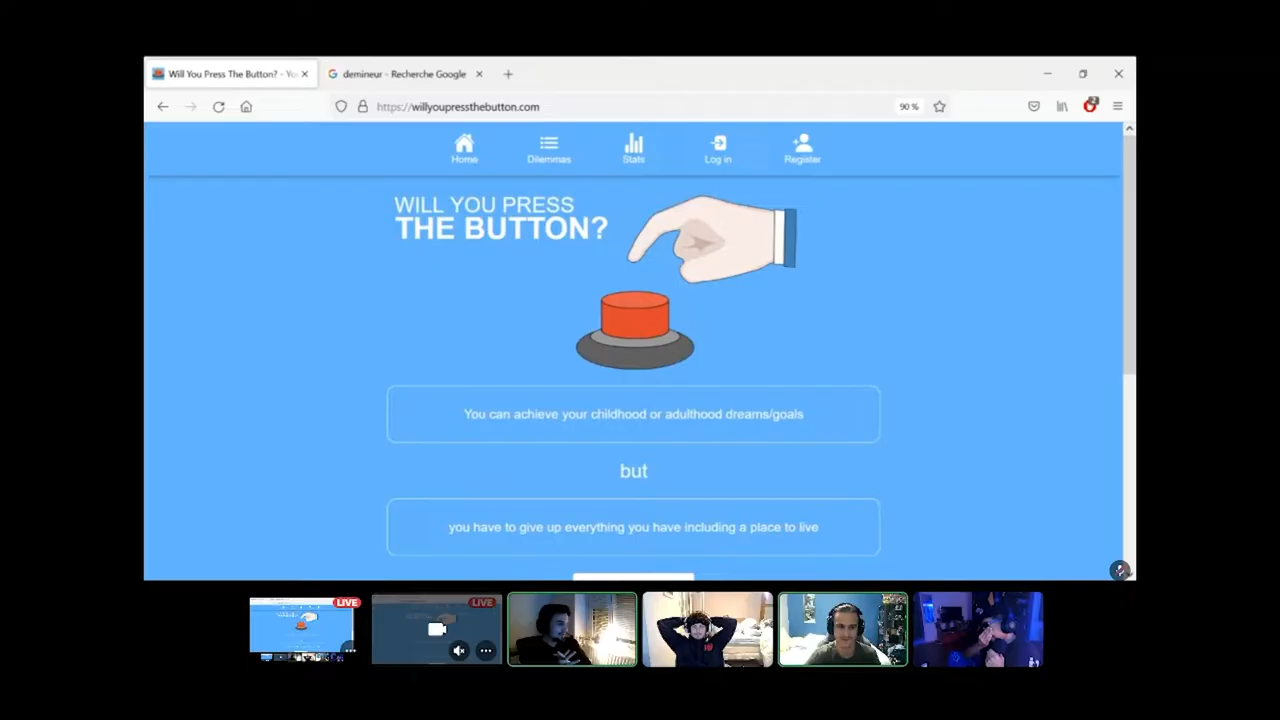 Will You Press The Button? - Yo
demineur - Recherche Google
https://willyoupressthebutton.com
90 %
2
Home
Dilemmas
Stats
Log in
Register
WILL YOU PRESS
THE BUTTON?
You can achieve your childhood or adulthood dreams/goals
but
you have to give up everything you have including a place to live
LIVE
LIVE